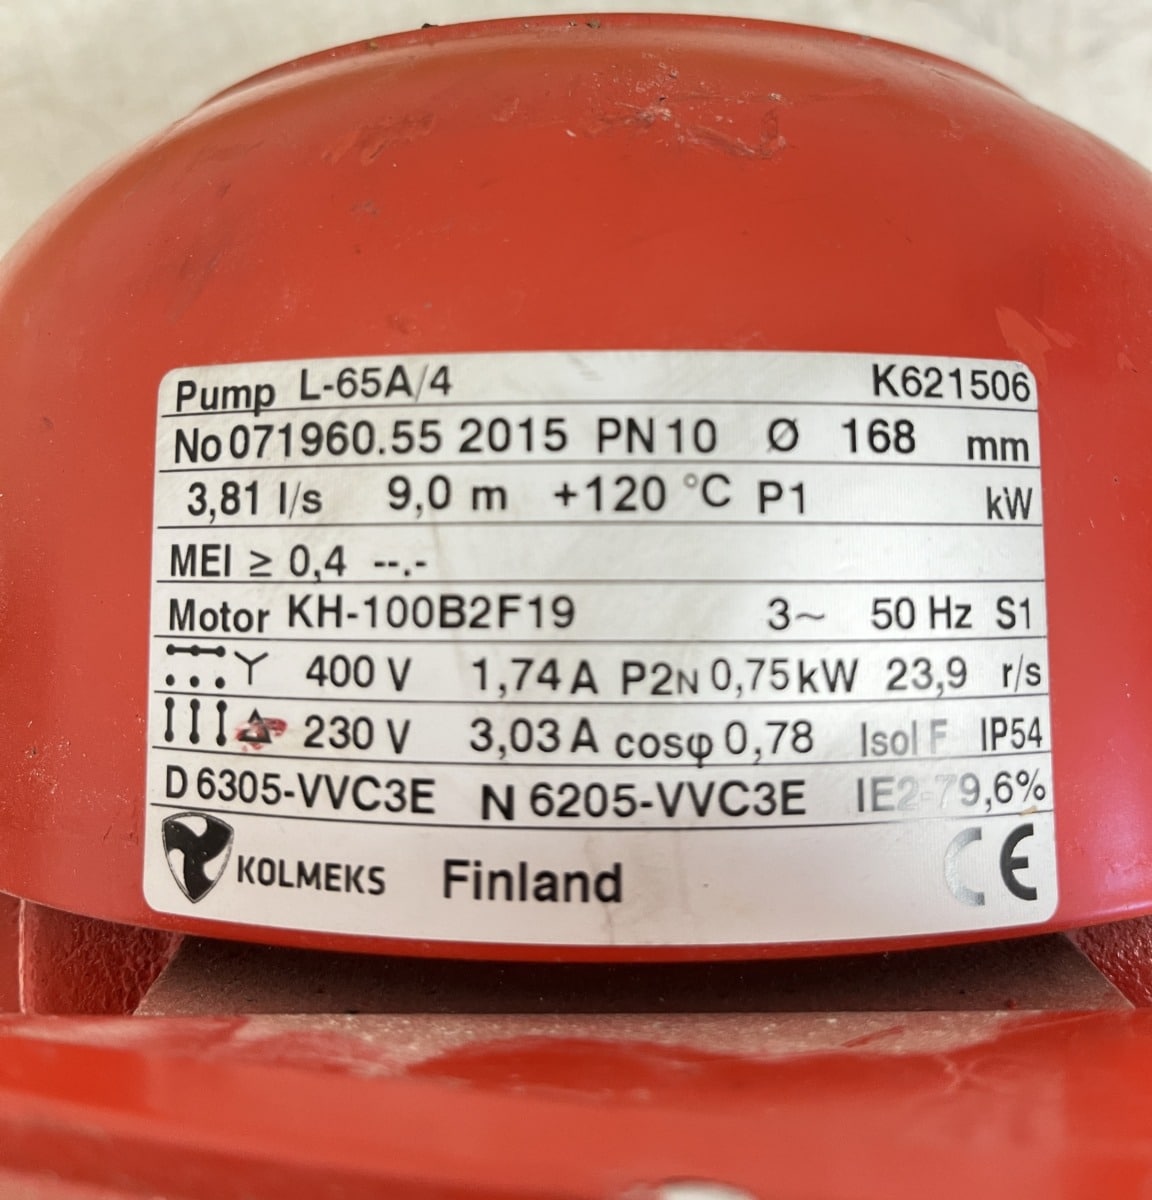 Pump L-65A/4 K621506
No 071960.55 2015 PN 10 Ø 168 mm
3,81 l/s 9,0 m +120 °C P1 kW
MEI ≥ 0,4 --.-
Motor KH-100B2F19 3~ 50 Hz S1
Y 400 V 1,74 A P2N 0,75 kW 23,9 r/s
△ 230 V 3,03 A cosφ 0,78 Isol F IP54
D 6305-VVC3E N 6205-VVC3E IE2-79,6%
KOLMEKS Finland CE